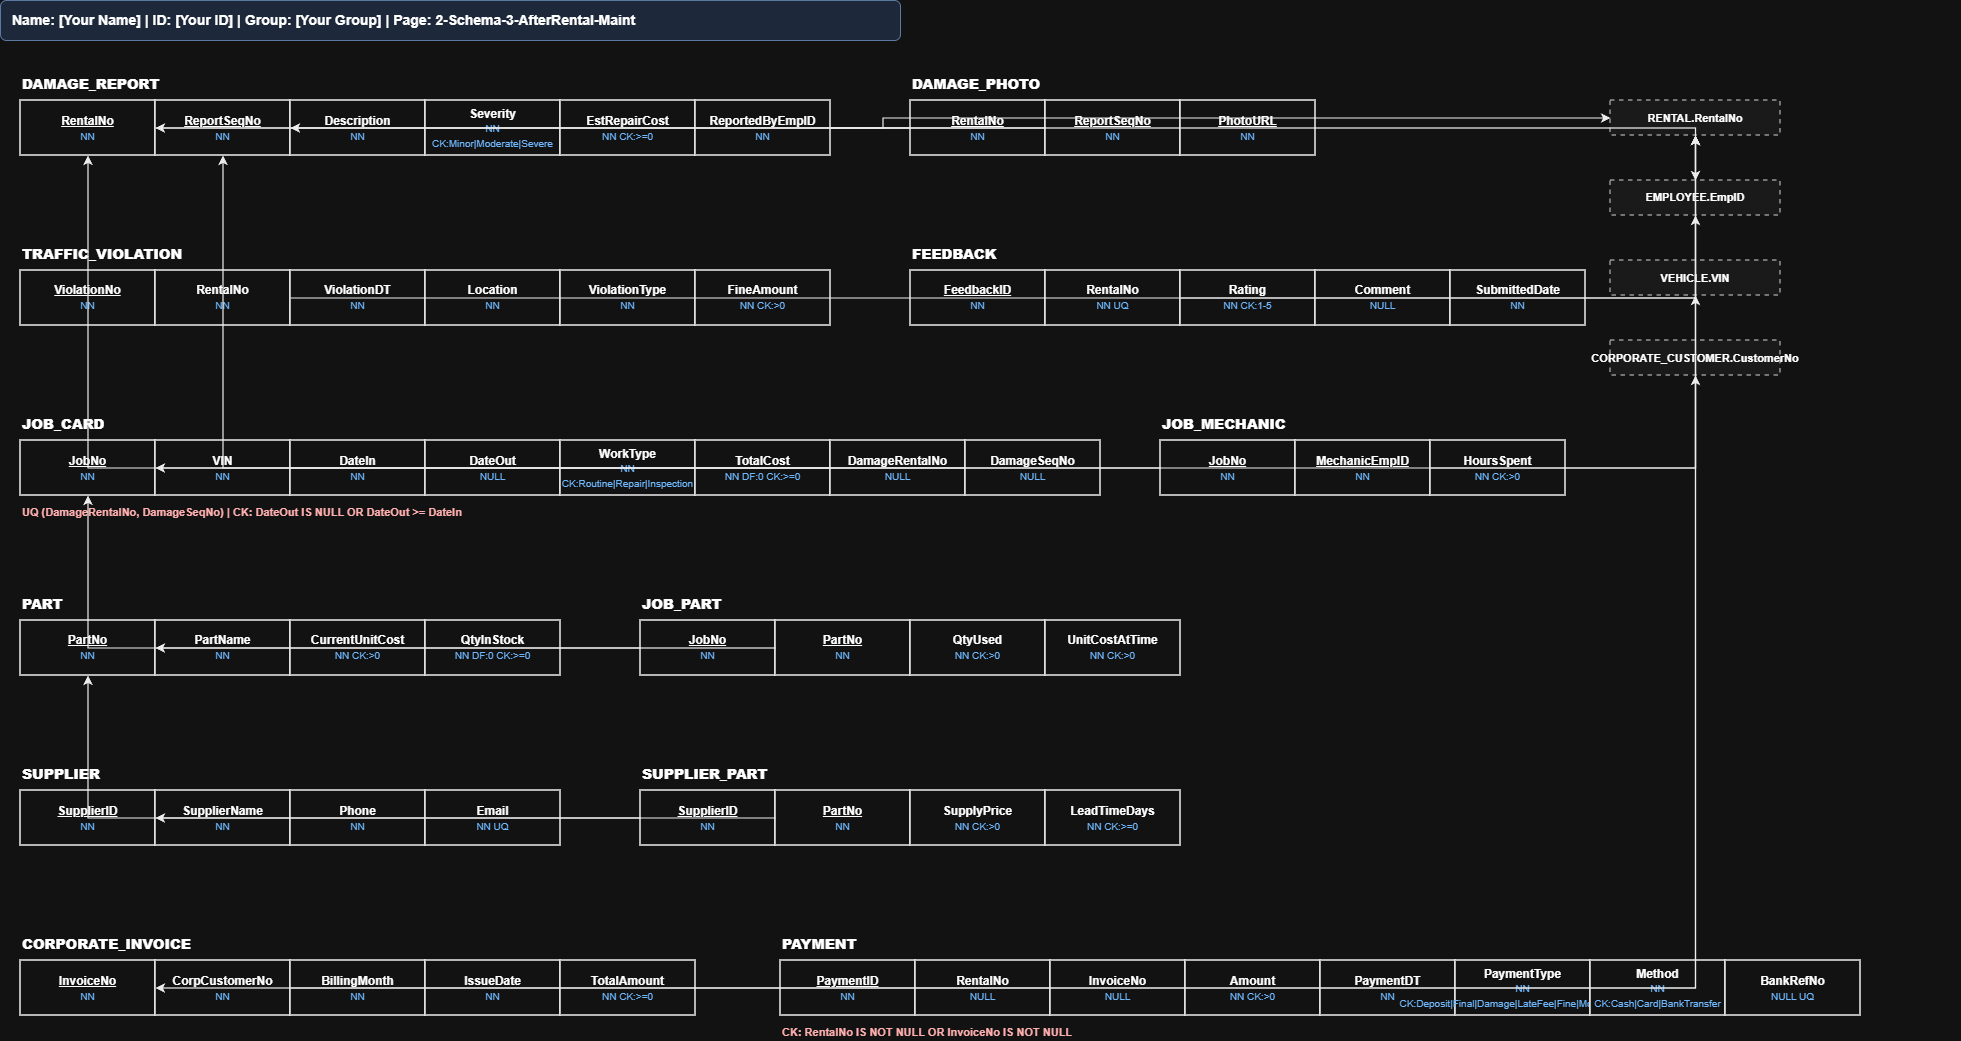 Name: [Your Name] | ID: [Your ID] | Group: [Your Group] | Page: 2-Schema-3-AfterRental-Maint
DAMAGE_REPORT
RentalNo
NN
ReportSeqNo
NN
Description
NN
Severity
NN
CK:Minor|Moderate|Severe
EstRepairCost
NN CK:>=0
ReportedByEmpID
NN
DAMAGE_PHOTO
RentalNo
NN
ReportSeqNo
NN
PhotoURL
NN
RENTAL.RentalNo
EMPLOYEE.EmpID
VEHICLE.VIN
CORPORATE_CUSTOMER.CustomerNo
TRAFFIC_VIOLATION
ViolationNo
NN
RentalNo
NN
ViolationDT
NN
Location
NN
ViolationType
NN
FineAmount
NN CK:>0
FEEDBACK
FeedbackID
NN
RentalNo
NN UQ
Rating
NN CK:1-5
Comment
NULL
SubmittedDate
NN
JOB_CARD
JobNo
NN
VIN
NN
DateIn
NN
DateOut
NULL
WorkType
NN
CK:Routine|Repair|Inspection
TotalCost
NN DF:0 CK:>=0
DamageRentalNo
NULL
DamageSeqNo
NULL
UQ (DamageRentalNo, DamageSeqNo) | CK: DateOut IS NULL OR DateOut >= DateIn
JOB_MECHANIC
JobNo
NN
MechanicEmpID
NN
HoursSpent
NN CK:>0
PART
PartNo
NN
PartName
NN
CurrentUnitCost
NN CK:>0
QtyInStock
NN DF:0 CK:>=0
JOB_PART
JobNo
NN
PartNo
NN
QtyUsed
NN CK:>0
UnitCostAtTime
NN CK:>0
SUPPLIER
SupplierID
NN
SupplierName
NN
Phone
NN
Email
NN UQ
SUPPLIER_PART
SupplierID
NN
PartNo
NN
SupplyPrice
NN CK:>0
LeadTimeDays
NN CK:>=0
CORPORATE_INVOICE
InvoiceNo
NN
CorpCustomerNo
NN
BillingMonth
NN
IssueDate
NN
TotalAmount
NN CK:>=0
PAYMENT
PaymentID
NN
RentalNo
NULL
InvoiceNo
NULL
Amount
NN CK:>0
PaymentDT
NN
PaymentType
NN
CK:Deposit|Final|Damage|LateFee|Fine|
Method
NN
CK:Cash|Card|BankTransfer
BankRefNo
NULL UQ
CK: RentalNo IS NOT NULL OR InvoiceNo IS NOT NULL